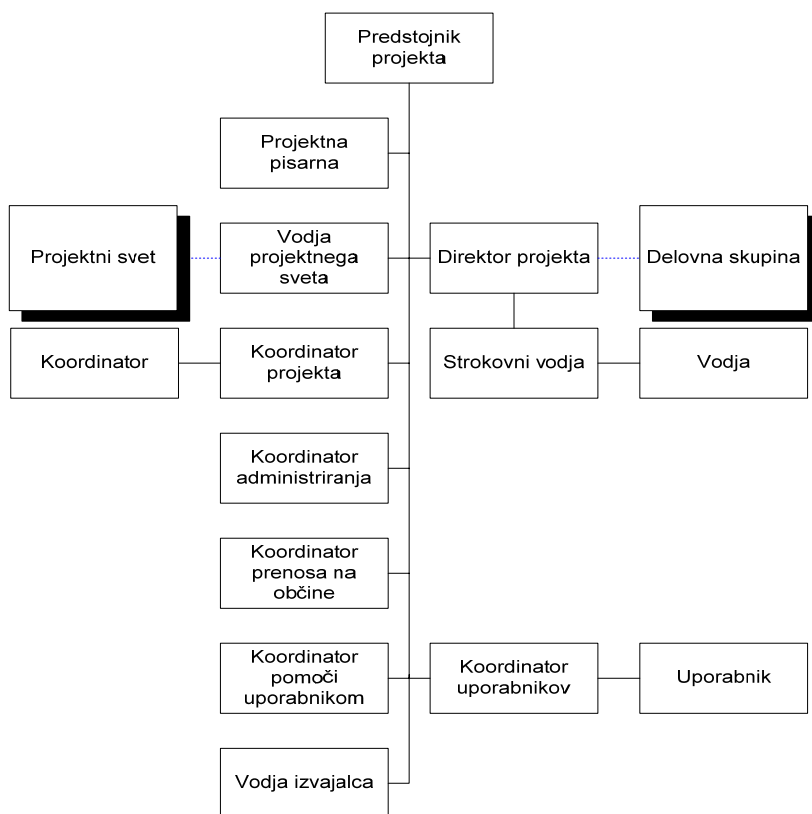 Predstojnik
projekta
Projektna
pisarna
Projektni svet
Vodja
projektnega
sveta
Direktor projekta
Delovna skupina
Koordinator
Koordinator
projekta
Strokovni vodja
Vodja
Koordinator
administriranja
Koordinator
prenosa na
občine
Koordinator
pomoči
uporabnikom
Koordinator
uporabnikov
Uporabnik
Vodja izvajalca